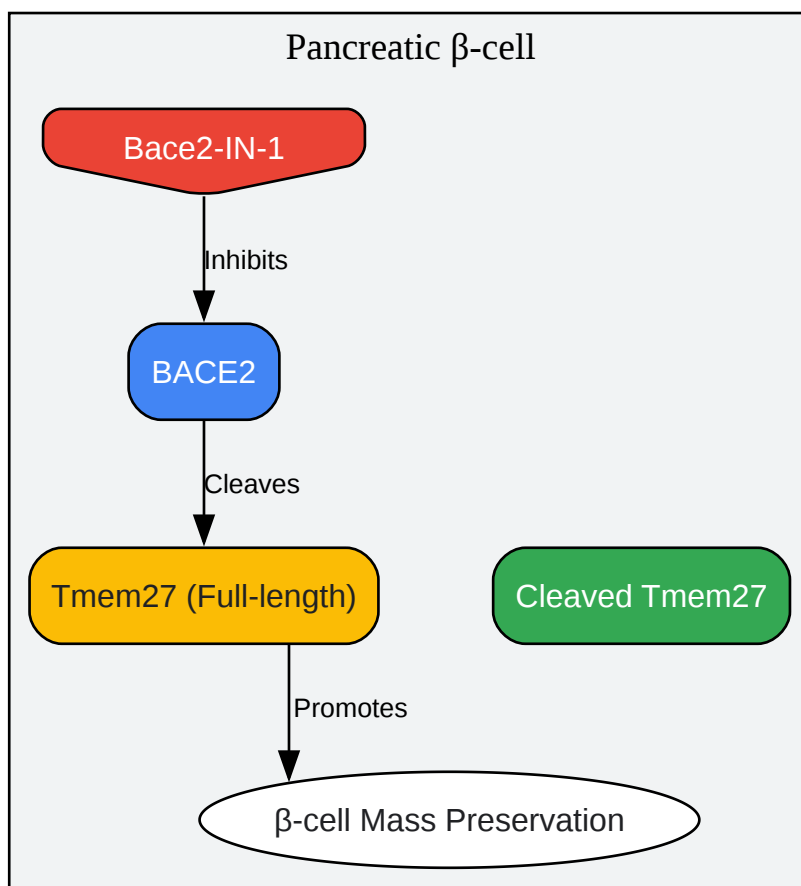 Pancreatic β-cell
Bace2-IN-1
Inhibits
BACE2
Cleaves
Tmem27 (Full-length)
Cleaved Tmem27
Promotes
β-cell Mass Preservation